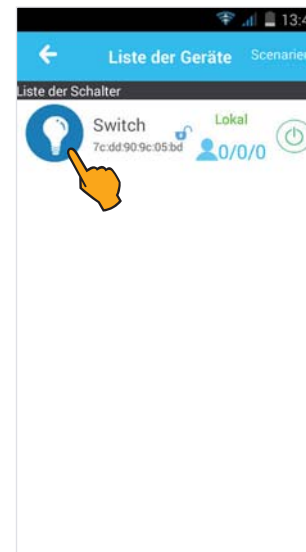 13:4
Liste der Geräte Scenarien
Liste der Schalter
Switch Lokal
7c:dd:90:9c:05:bd 0/0/0